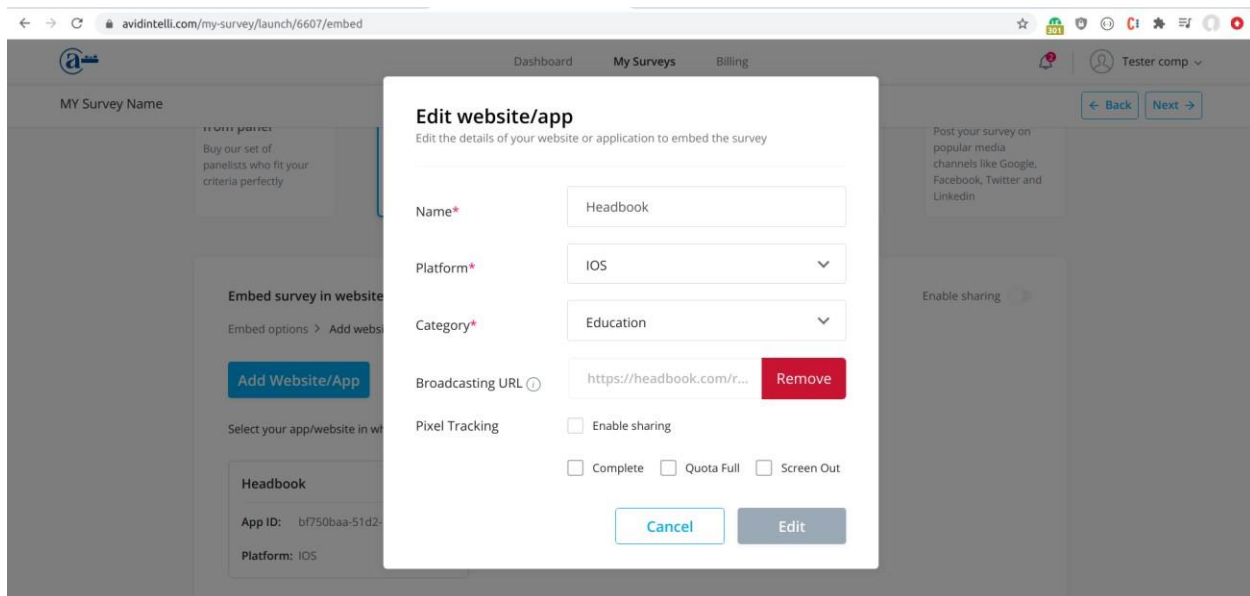 avidintelli.com/my-survey/launch/6607/embed
301
Dashboard My Surveys Billing
2
Tester comp
MY Survey Name
← Back Next →
from panel
Buy our set of
panelists who fit your
criteria perfectly
Post your survey on
popular media
channels like Google,
Facebook, Twitter and
Linkedin
Edit website/app
Edit the details of your website or application to embed the survey
Name* Headbook
Platform* IOS
Category* Education
Broadcasting URL https://headbook.com/r... Remove
Pixel Tracking Enable sharing
Complete Quota Full Screen Out
Cancel Edit
Embed survey in website
Enable sharing
Embed options > Add websi
Add Website/App
Select your app/website in wh
Headbook
App ID: bf750baa-51d2-
Platform: IOS